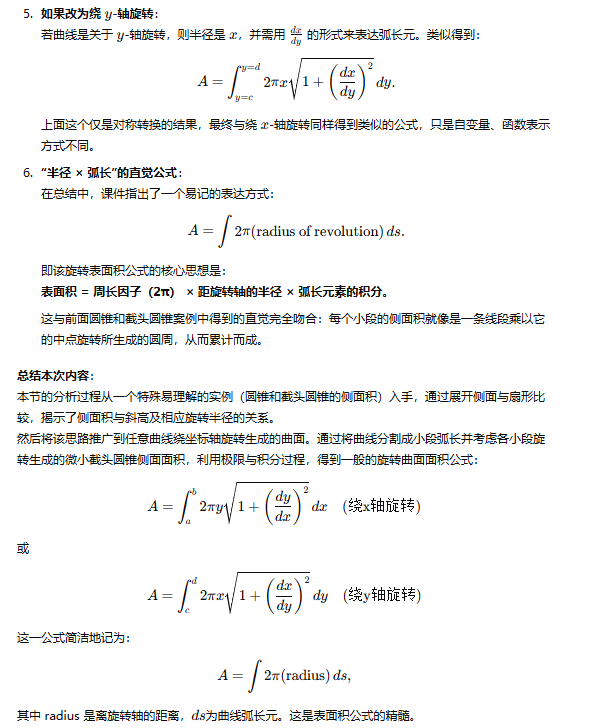 5. 如果改为绕 y-轴旋转：
若曲线是关于 y-轴旋转，则半径是 x，并需用 dx/dy 的形式来表达弧长元。类似得到：
A = ∫_{y=c}^{y=d} 2πx √(1 + (dx/dy)²) dy.
上面这个仅是对称转换的结果，最终与绕 x-轴旋转同样得到类似的公式，只是自变量、函数表示
方式不同。
6. “半径 × 弧长”的直觉公式：
在总结中，课件指出了一个易记的表达方式：
A = ∫ 2π(radius of revolution) ds.
即该旋转表面积公式的核心思想是：
表面积 = 周长因子（2π） × 距旋转轴的半径 × 弧长元素的积分。
这与前面圆锥和截头圆锥案例中得到的直觉完全吻合：每个小段的侧面积就像是一条线段乘以它
的中点旋转所生成的圆周，从而累计而成。
总结本次内容：
本节的分析过程从一个特殊易理解的实例（圆锥和截头圆锥的侧面积）入手，通过展开侧面与扇形比
较，揭示了侧面积与斜高及相应旋转半径的关系。
然后将该思路推广到任意曲线绕坐标轴旋转生成的曲面。通过将曲线分割成小段弧长并考虑各小段旋
转生成的微小截头圆锥侧面面积，利用极限与积分过程，得到一般的旋转曲面面积公式：
A = ∫_a^b 2πy √(1 + (dy/dx)²) dx (绕x轴旋转)
或
A = ∫_c^d 2πx √(1 + (dx/dy)²) dy (绕y轴旋转)
这一公式简洁地记为：
A = ∫ 2π(radius) ds,
其中 radius 是离旋转轴的距离，ds为曲线弧长元。这是表面积公式的精髓。